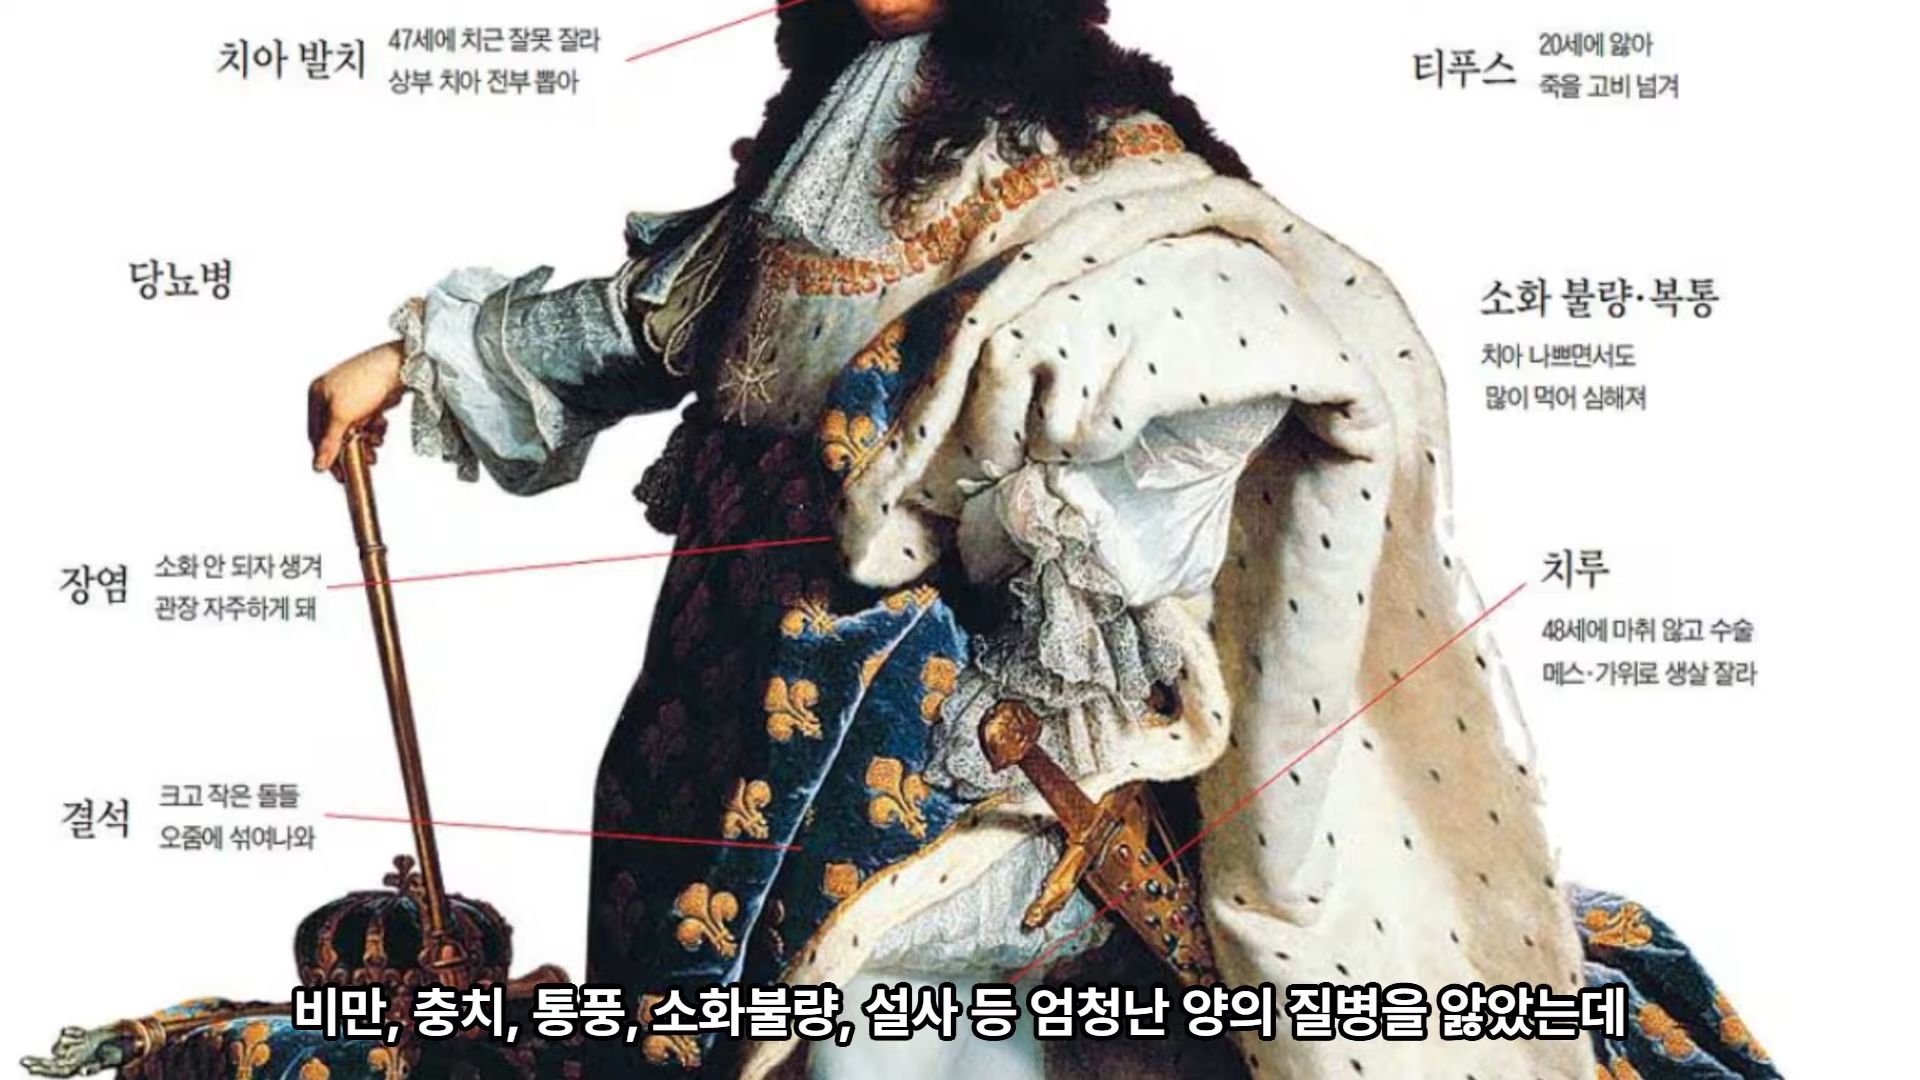 치아 발치
47세에 치근 잘못 잘라
상부 치아 전부 뽑아
티푸스
20세에 앓아
죽을 고비 넘겨
당뇨병
소화 불량·복통
치아 나쁘면서도
많이 먹어 심해져
장염
소화 안 되자 생겨
관장 자주하게 돼
치루
48세에 마취 않고 수술
메스·가위로 생살 잘라
결석
크고 작은 돌들
오줌에 섞여나와
비만, 충치, 통풍, 소화불량, 설사 등 엄청난 양의 질병을 앓았는데